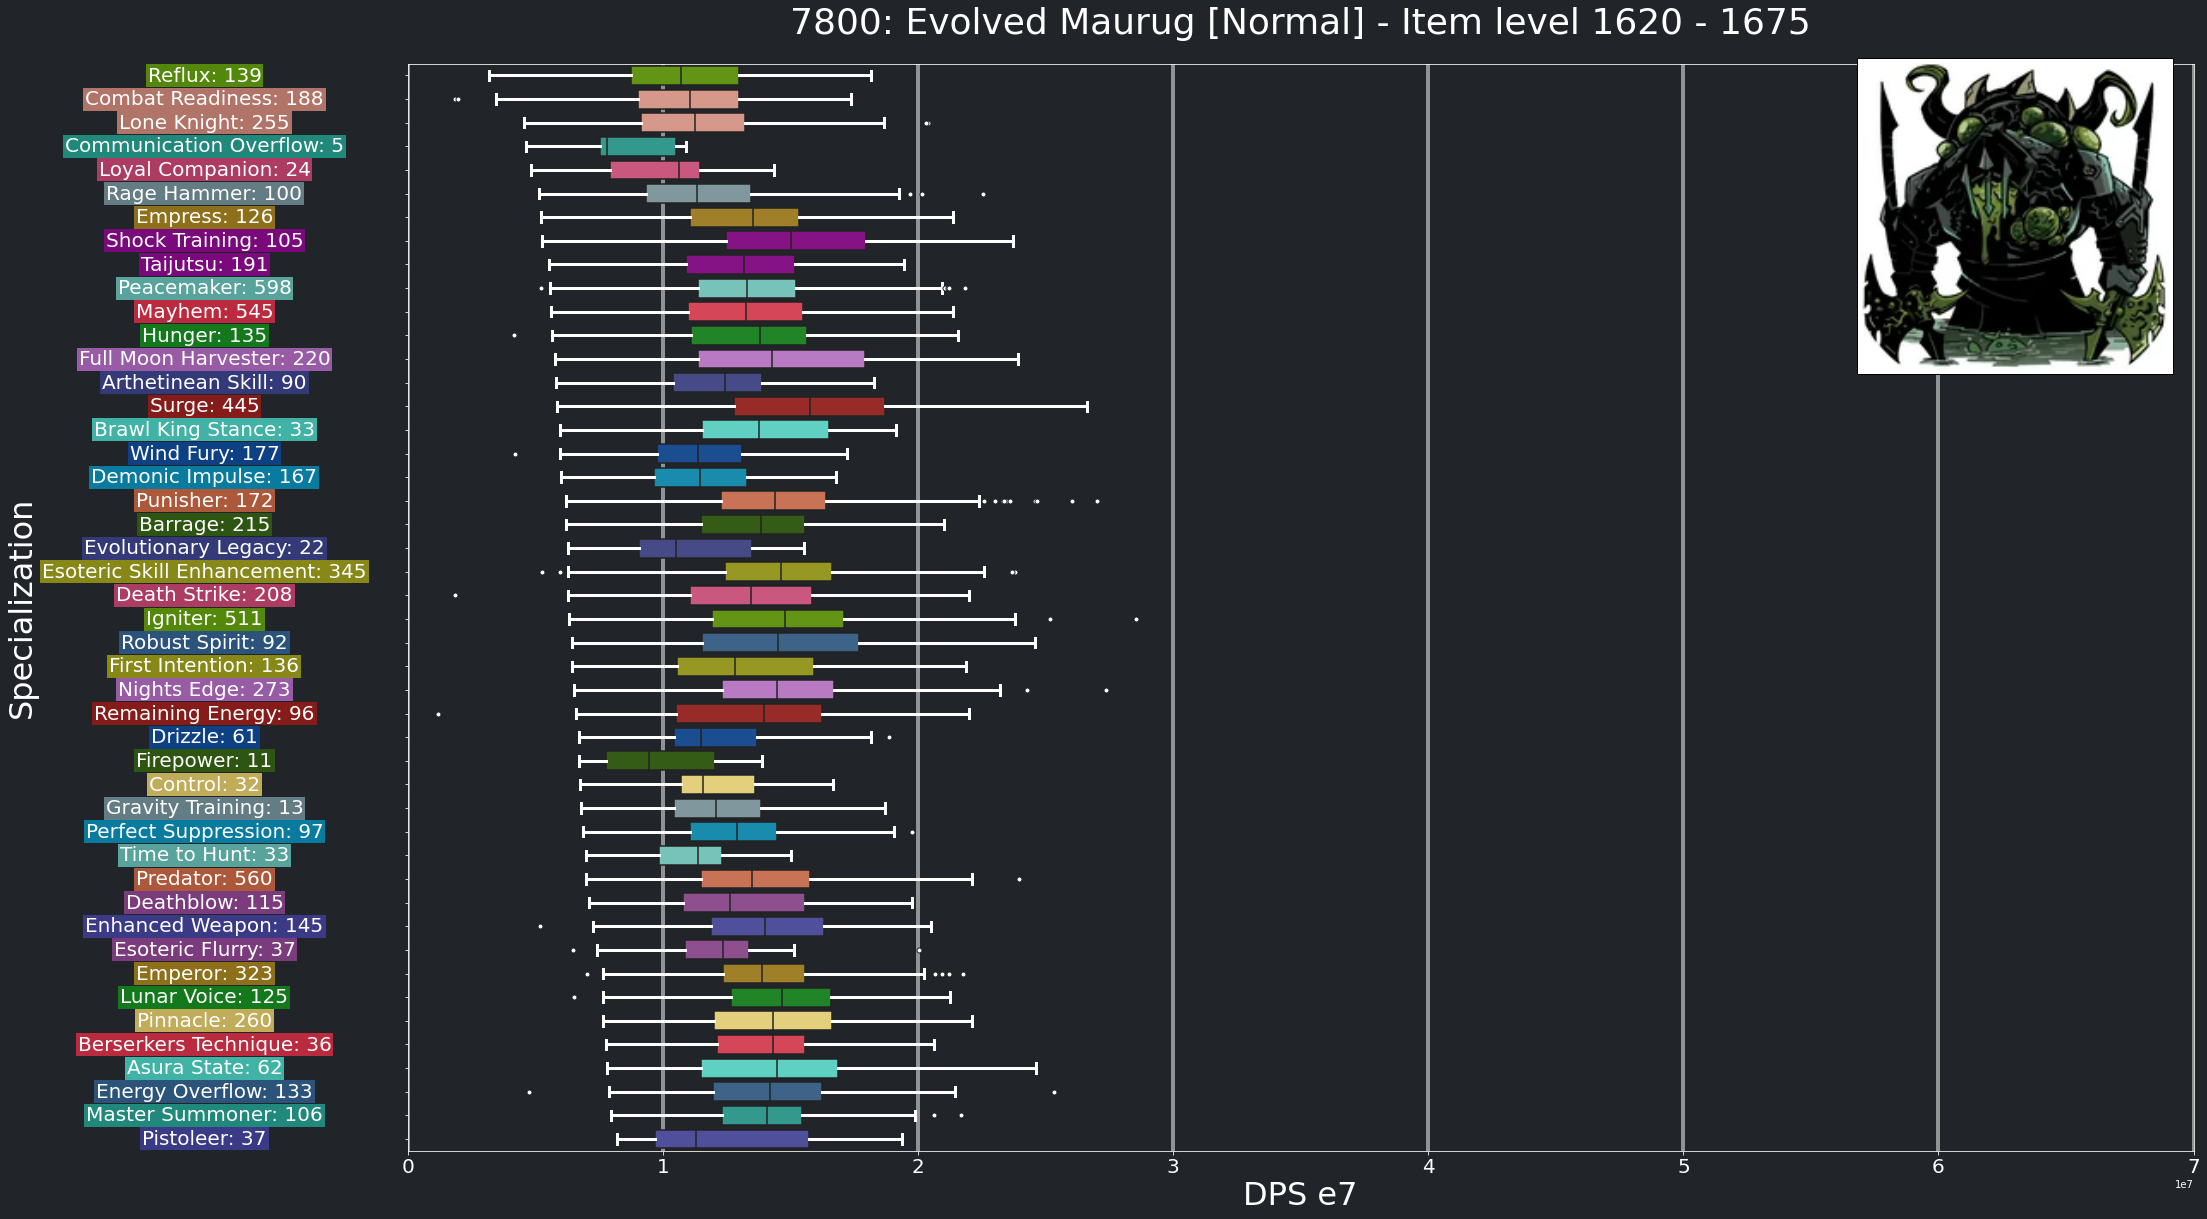 7800: Evolved Maurug [Normal] - Item level 1620 - 1675
Specialization
Reflux: 139
Combat Readiness: 188
Lone Knight: 255
Communication Overflow: 5
Loyal Companion: 24
Rage Hammer: 100
Empress: 126
Shock Training: 105
Taijutsu: 191
Peacemaker: 598
Mayhem: 545
Hunger: 135
Full Moon Harvester: 220
Arthetinean Skill: 90
Surge: 445
Brawl King Stance: 33
Wind Fury: 177
Demonic Impulse: 167
Punisher: 172
Barrage: 215
Evolutionary Legacy: 22
Esoteric Skill Enhancement: 345
Death Strike: 208
Igniter: 511
Robust Spirit: 92
First Intention: 136
Nights Edge: 273
Remaining Energy: 96
Drizzle: 61
Firepower: 11
Control: 32
Gravity Training: 13
Perfect Suppression: 97
Time to Hunt: 33
Predator: 560
Deathblow: 115
Enhanced Weapon: 145
Esoteric Flurry: 37
Emperor: 323
Lunar Voice: 125
Pinnacle: 260
Berserkers Technique: 36
Asura State: 62
Energy Overflow: 133
Master Summoner: 106
Pistoleer: 37
0 1 2 3 4 5 6 7
1e7
DPS e7